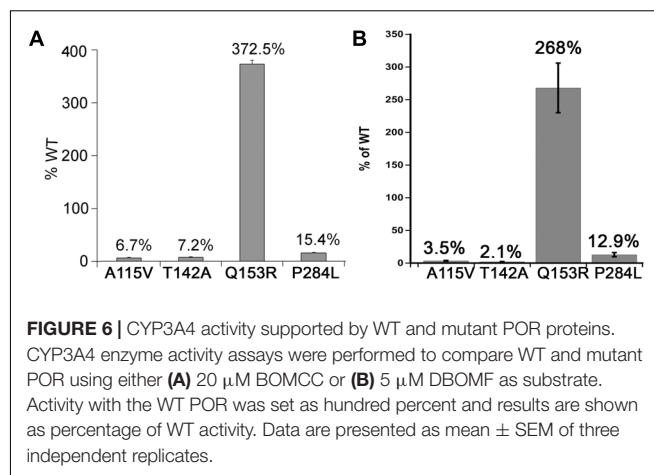 A
B
400
300
200
100
0
% WT
372.5%
6.7%
7.2%
15.4%
A115V T142A Q153R P284L
350
300
250
200
150
100
50
0
% of WT
268%
3.5%
2.1%
12.9%
A115V T142A Q153R P284L
FIGURE 6 | CYP3A4 activity supported by WT and mutant POR proteins.
CYP3A4 enzyme activity assays were performed to compare WT and mutant
POR using either (A) 20 μM BOMCC or (B) 5 μM DBOMF as substrate.
Activity with the WT POR was set as hundred percent and results are shown
as percentage of WT activity. Data are presented as mean ± SEM of three
independent replicates.